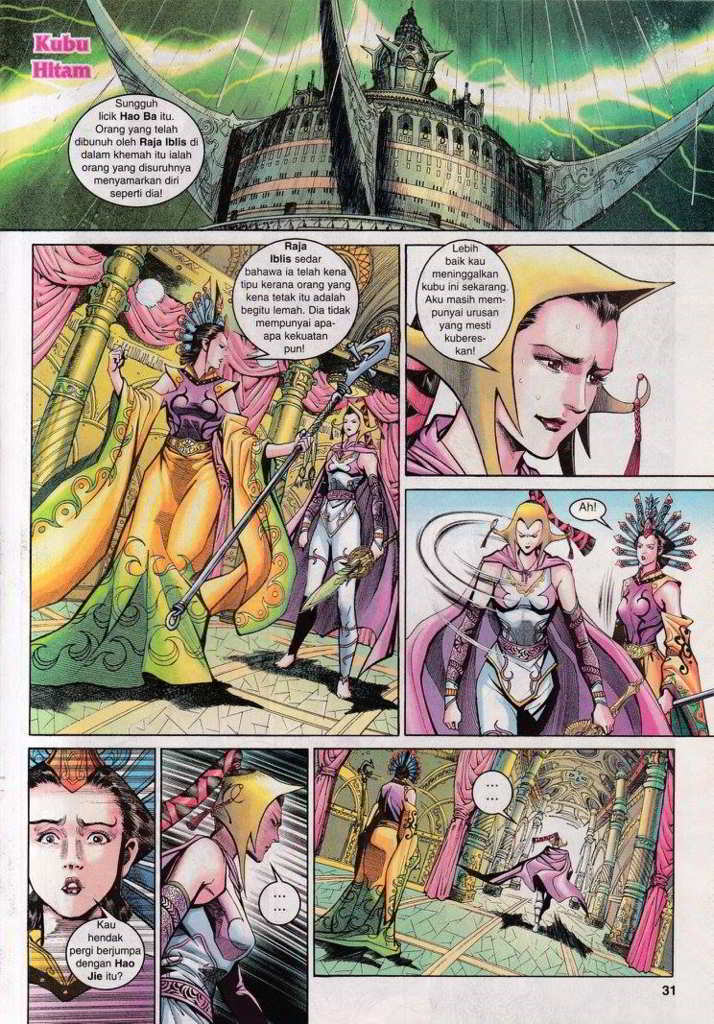 Kubu
Hitam
Sungguh
licik Hao Ba itu.
Orang yang telah
dibunuh oleh Raja Iblis di
dalam khemah itu ialah
orang yang disuruhnya
menyamarkan diri
seperti dia!
Raja
Iblis sedar
bahawa ia telah kena
tipu kerana orang yang
kena tetak itu adalah
begitu lemah. Dia tidak
mempunyai apa-
apa kekuatan
pun!
Lebih
baik kau
meninggalkan
kubu ini sekarang.
Aku masih mem-
punyai urusan
yang mesti
kuberes-
kan!
Ah!
Kau
hendak
pergi berjumpa
dengan Hao
Jie itu?
...
...
...
...
31